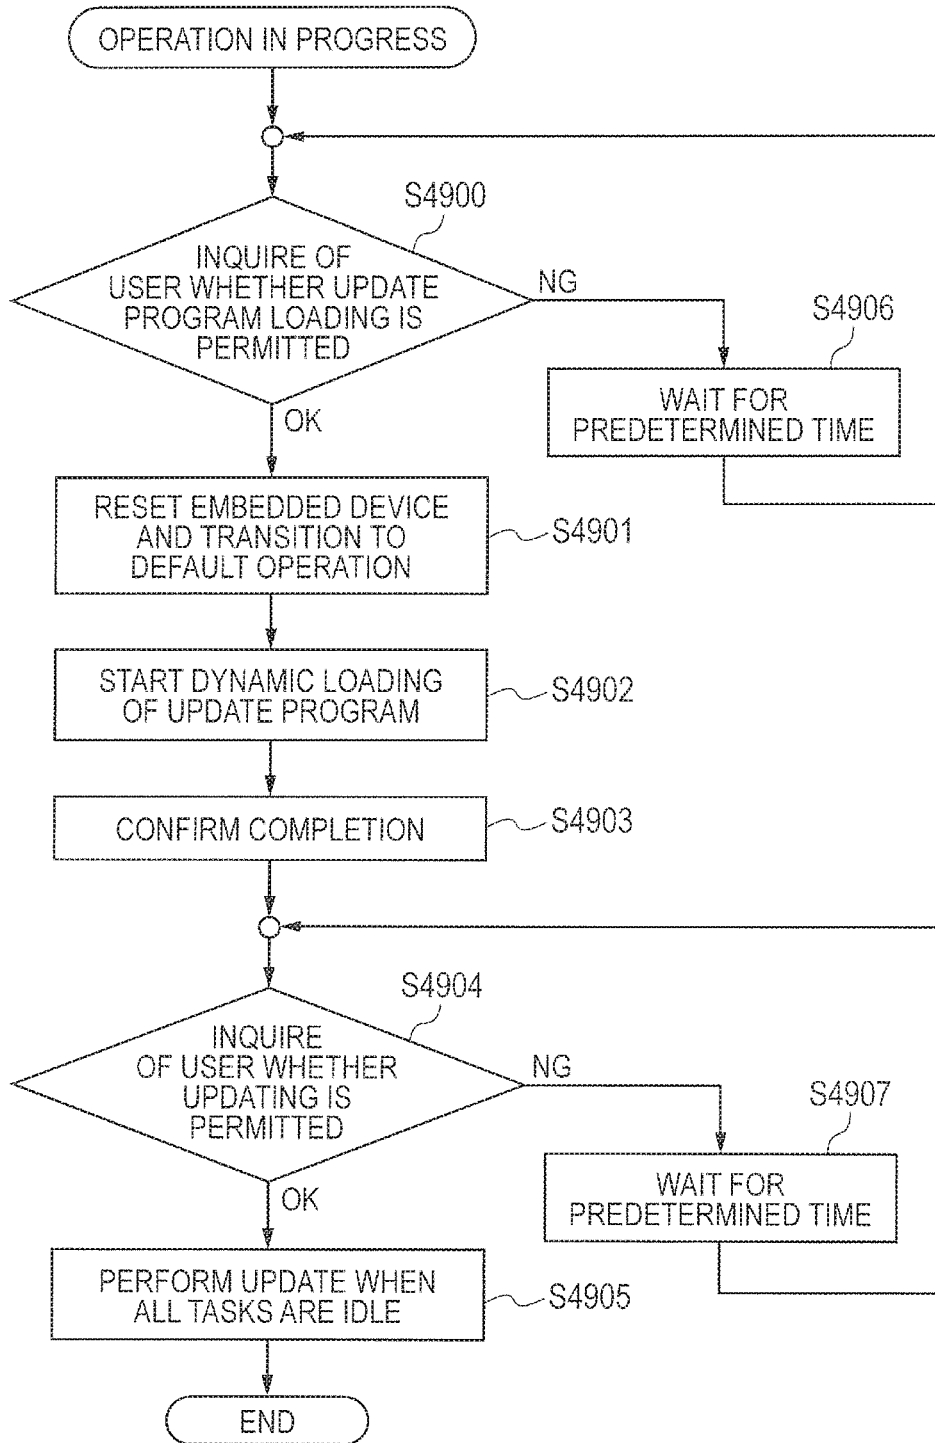 OPERATION IN PROGRESS
S4900
INQUIRE OF
USER WHETHER UPDATE
PROGRAM LOADING IS
PERMITTED
NG
OK
S4906
WAIT FOR
PREDETERMINED TIME
RESET EMBEDDED DEVICE
AND TRANSITION TO
DEFAULT OPERATION
S4901
START DYNAMIC LOADING
OF UPDATE PROGRAM
S4902
CONFIRM COMPLETION
S4903
S4904
INQUIRE
OF USER WHETHER
UPDATING IS
PERMITTED
NG
OK
S4907
WAIT FOR
PREDETERMINED TIME
PERFORM UPDATE WHEN
ALL TASKS ARE IDLE
S4905
END